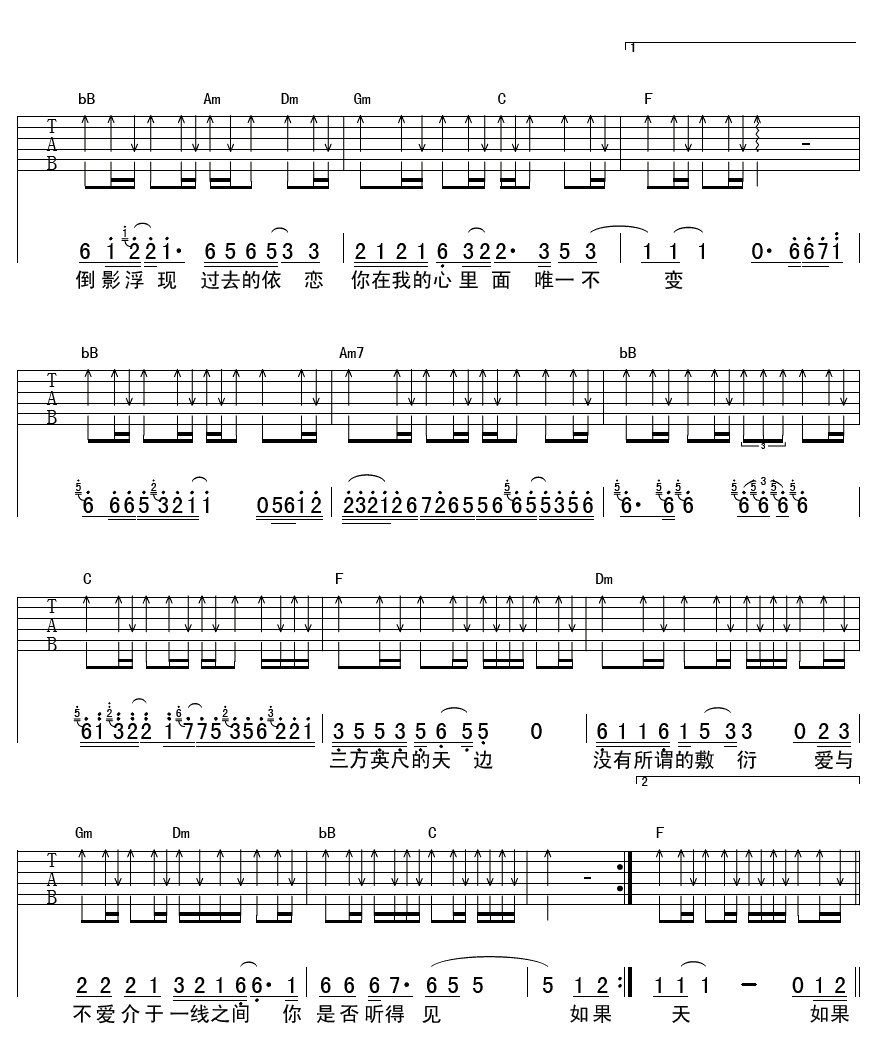 1
bB Am Dm Gm C F
T
A
B
6 1 2 2 1· 6 5 6 5 3 3 2 1 2 1 6 3 2 2· 3 5 3 1 1 1 0· 6 6 7 1
倒影浮现 过去的依恋 你在我的心里面 唯一不 变
bB Am7 bB
T
A
B
3
6 6 6 5 3 2 1 1 0 5 6 1 2 2 3 2 1 2 6 7 2 6 5 5 6 6 5 5 3 5 6 6· 6 6 6 6 6 6
C F Dm
T
A
B
6 1 3 2 2 1 7 7 5 3 5 6 2 2 1 3 5 5 3 5 6 5 5 0 6 1 1 6 1 5 3 3 0 2 3
三方英尺的天 边 没有所谓的敷 衍 爱与
2
Gm Dm bB C F
T
A
B
2 2 2 1 3 2 1 6 6· 1 6 6 6 7· 6 5 5 5 1 2 1 1 1 - 0 1 2
不爱介于一线之间 你是否听得 见 如果 天 如果